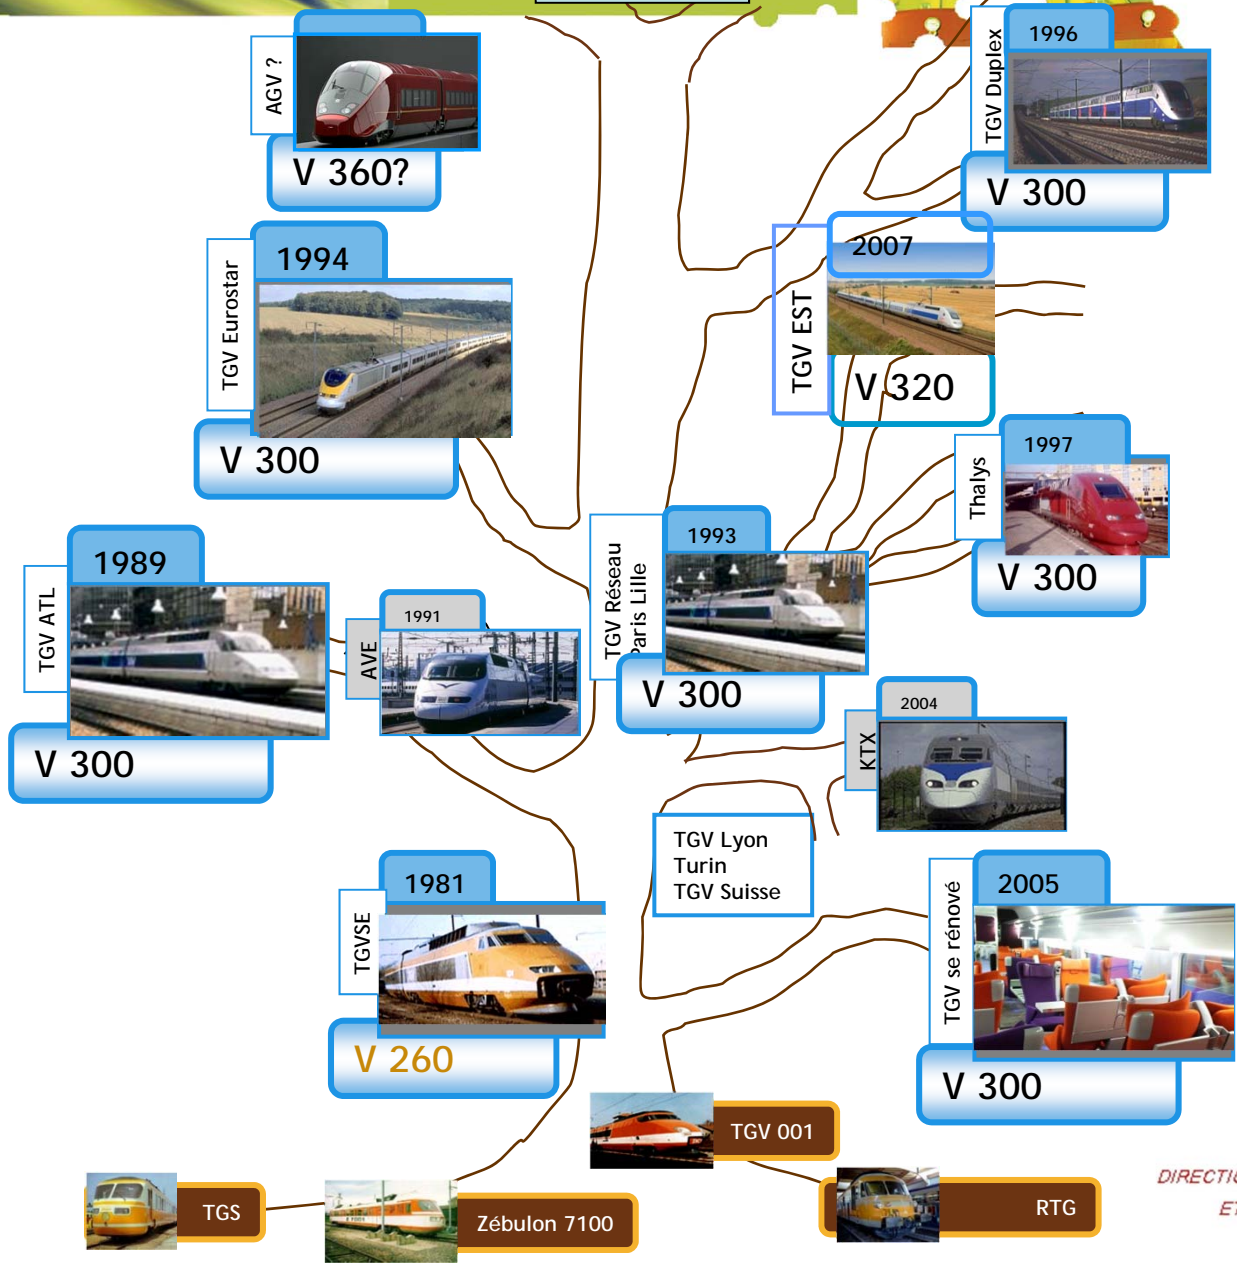 AGV ?
V 360?
1996
TGV Duplex
V 300
1994
TGV Eurostar
V 300
2007
TGV EST
V 320
1997
Thalys
V 300
1989
TGV ATL
V 300
1991
AVE
1993
TGV Réseau
Paris Lille
V 300
2004
KTX
TGV Lyon
Turin
TGV Suisse
1981
TGVSE
V 260
2005
TGV se rénové
V 300
TGV 001
TGS
Zébulon 7100
RTG